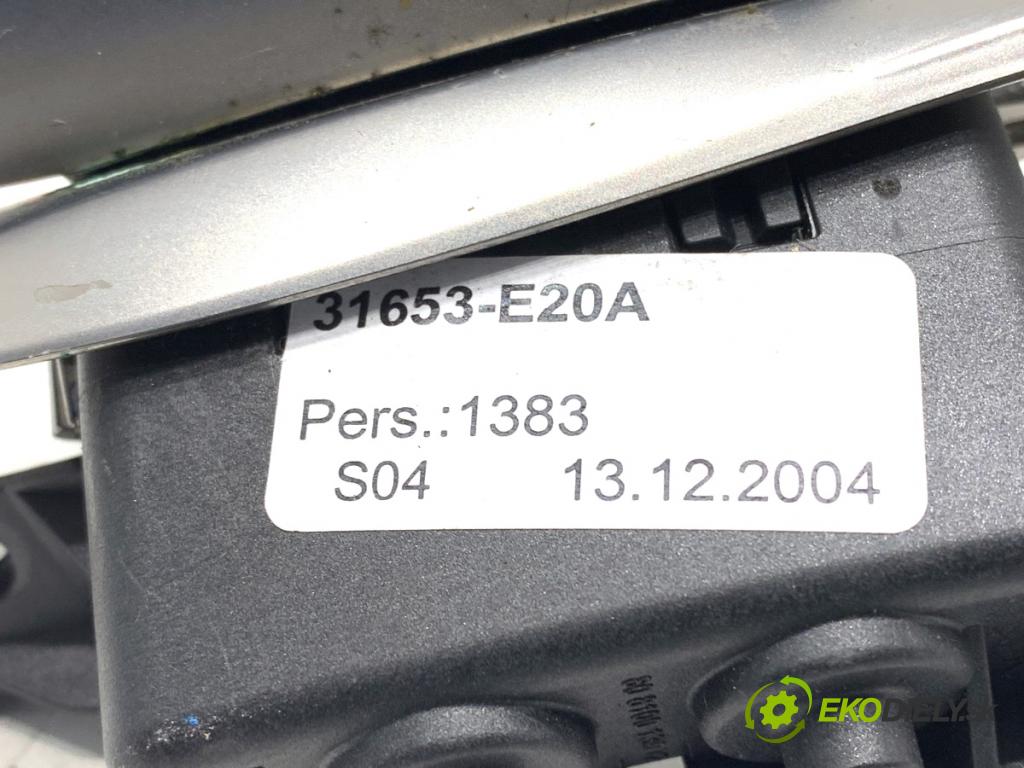 31653-E20A
Pers.:1383
S04 13.12.2004
EKODIELY.SK